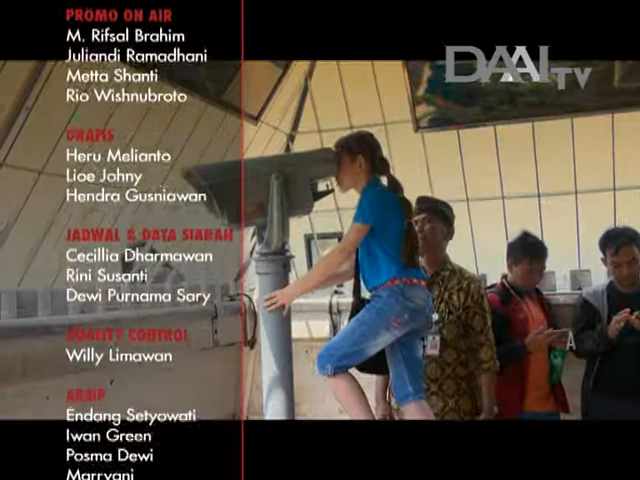 PROMO ON AIR
M. Rifsal Brahim
Juliandi Ramadhani
Metta Shanti
Rio Wishnubroto
GRAFIS
Heru Melianto
Lioe Johny
Hendra Gusniawan
JADWAL & DATA SIARAN
Cecillia Dharmawan
Rini Susanti
Dewi Purnama Sary
QUALITY CONTROL
Willy Limawan
ARSIP
Endang Setyowati
Iwan Green
Posma Dewi
Marryani
DAAI TV